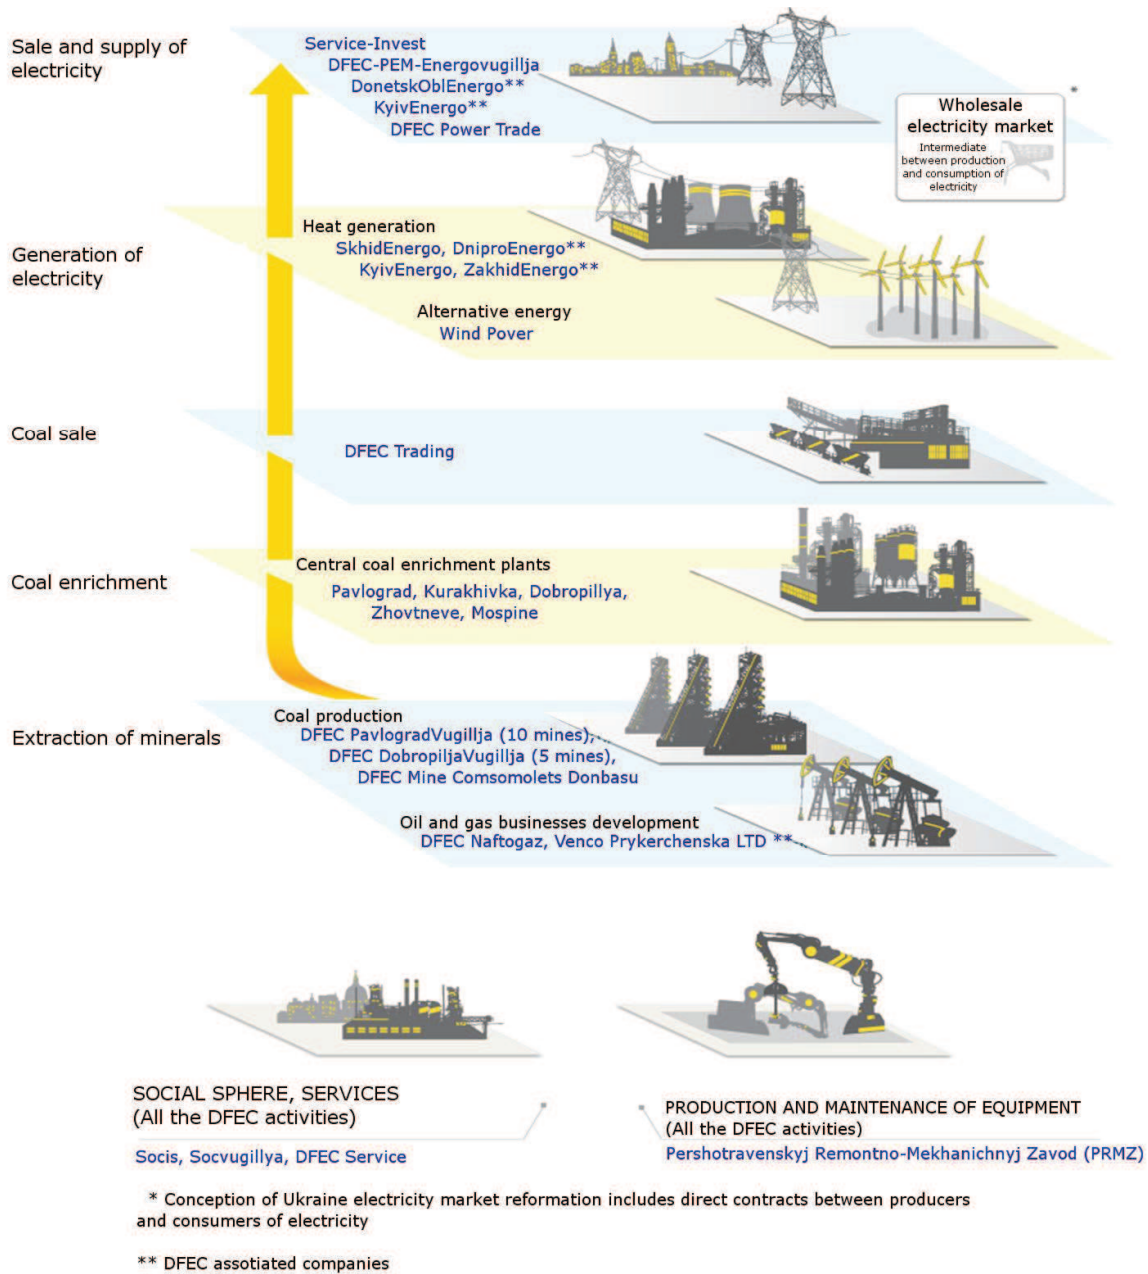 Sale and supply of
electricity
Service-Invest
DFEC-PEM-Energovugillja
DonetskOblEnergo**
KyivEnergo**
DFEC Power Trade
*
Wholesale
electricity market
Intermediate
between production
and consumption of
electricity
Generation of
electricity
Heat generation
SkhidEnergo, DniproEnergo**
KyivEnergo, ZakhidEnergo**
Alternative energy
Wind Pover
Coal sale
DFEC Trading
Coal enrichment
Central coal enrichment plants
Pavlograd, Kurakhivka, Dobropillya,
Zhovtneve, Mospine
Extraction of minerals
Coal production
DFEC PavlogradVugillja (10 mines),
DFEC DobropiljaVugillja (5 mines),
DFEC Mine Comsomolets Donbasu
Oil and gas businesses development
DFEC Naftogaz, Venco Prykerchenska LTD **
SOCIAL SPHERE, SERVICES
(All the DFEC activities)
Socis, Socvugillya, DFEC Service
PRODUCTION AND MAINTENANCE OF EQUIPMENT
(All the DFEC activities)
Pershotravenskyj Remontno-Mekhanichnyj Zavod (PRMZ)
* Conception of Ukraine electricity market reformation includes direct contracts between producers
and consumers of electricity
** DFEC assotiated companies